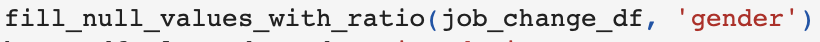 fill_null_values_with_ratio(job_change_df, 'gender')